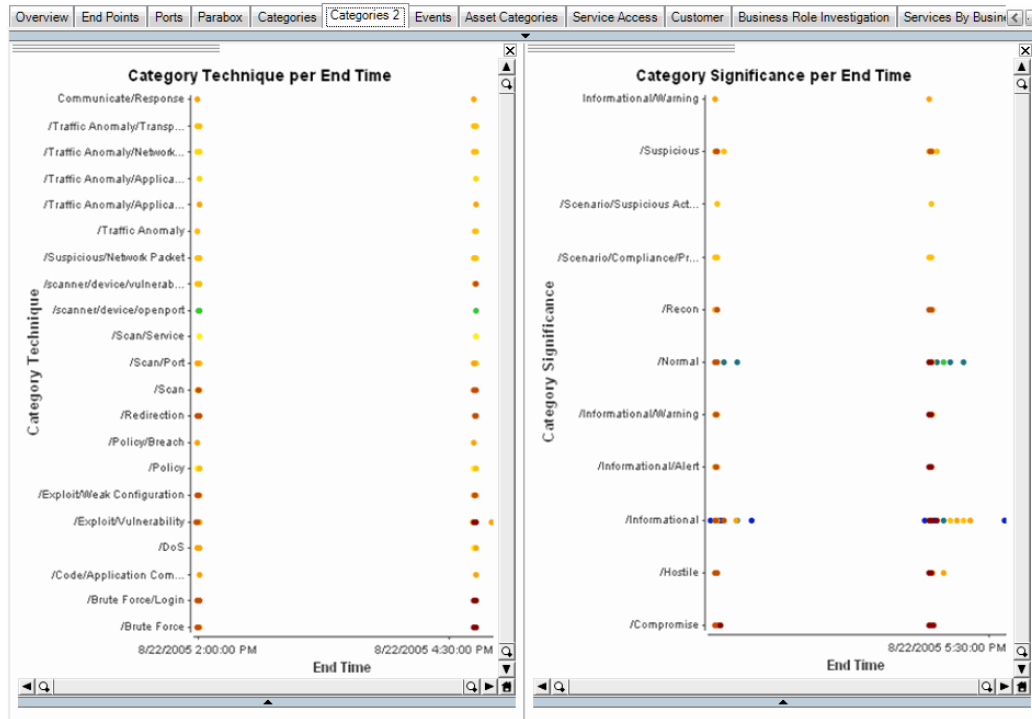 Overview End Points Ports Parabox Categories Categories 2 Events Asset Categories Service Access Customer Business Role Investigation Services By Busin
Category Technique per End Time
Communicate/Response
/Traffic Anomaly/Transp...
/Traffic Anomaly/Network...
/Traffic Anomaly/Applica...
/Traffic Anomaly/Applica...
/Traffic Anomaly
/Suspicious/Network Packet
/scanner/device/vulnerab...
/scanner/device/openport
/Scan/Service
/Scan/Port
/Scan
/Redirection
/Policy/Breach
/Policy
/Exploit/Weak Configuration
/Exploit/Vulnerability
/DoS
/Code/Application Com...
/Brute Force/Login
/Brute Force
Category Technique
8/22/2005 2:00:00 PM 8/22/2005 4:30:00 PM
End Time
Category Significance per End Time
Informational/Warning
/Suspicious
/Scenario/Suspicious Act...
/Scenario/Compliance/Pr...
/Recon
/Normal
/Informational/Warning
/Informational/Alert
/Informational
/Hostile
/Compromise
Category Significance
8/22/2005 5:30:00 PM
End Time